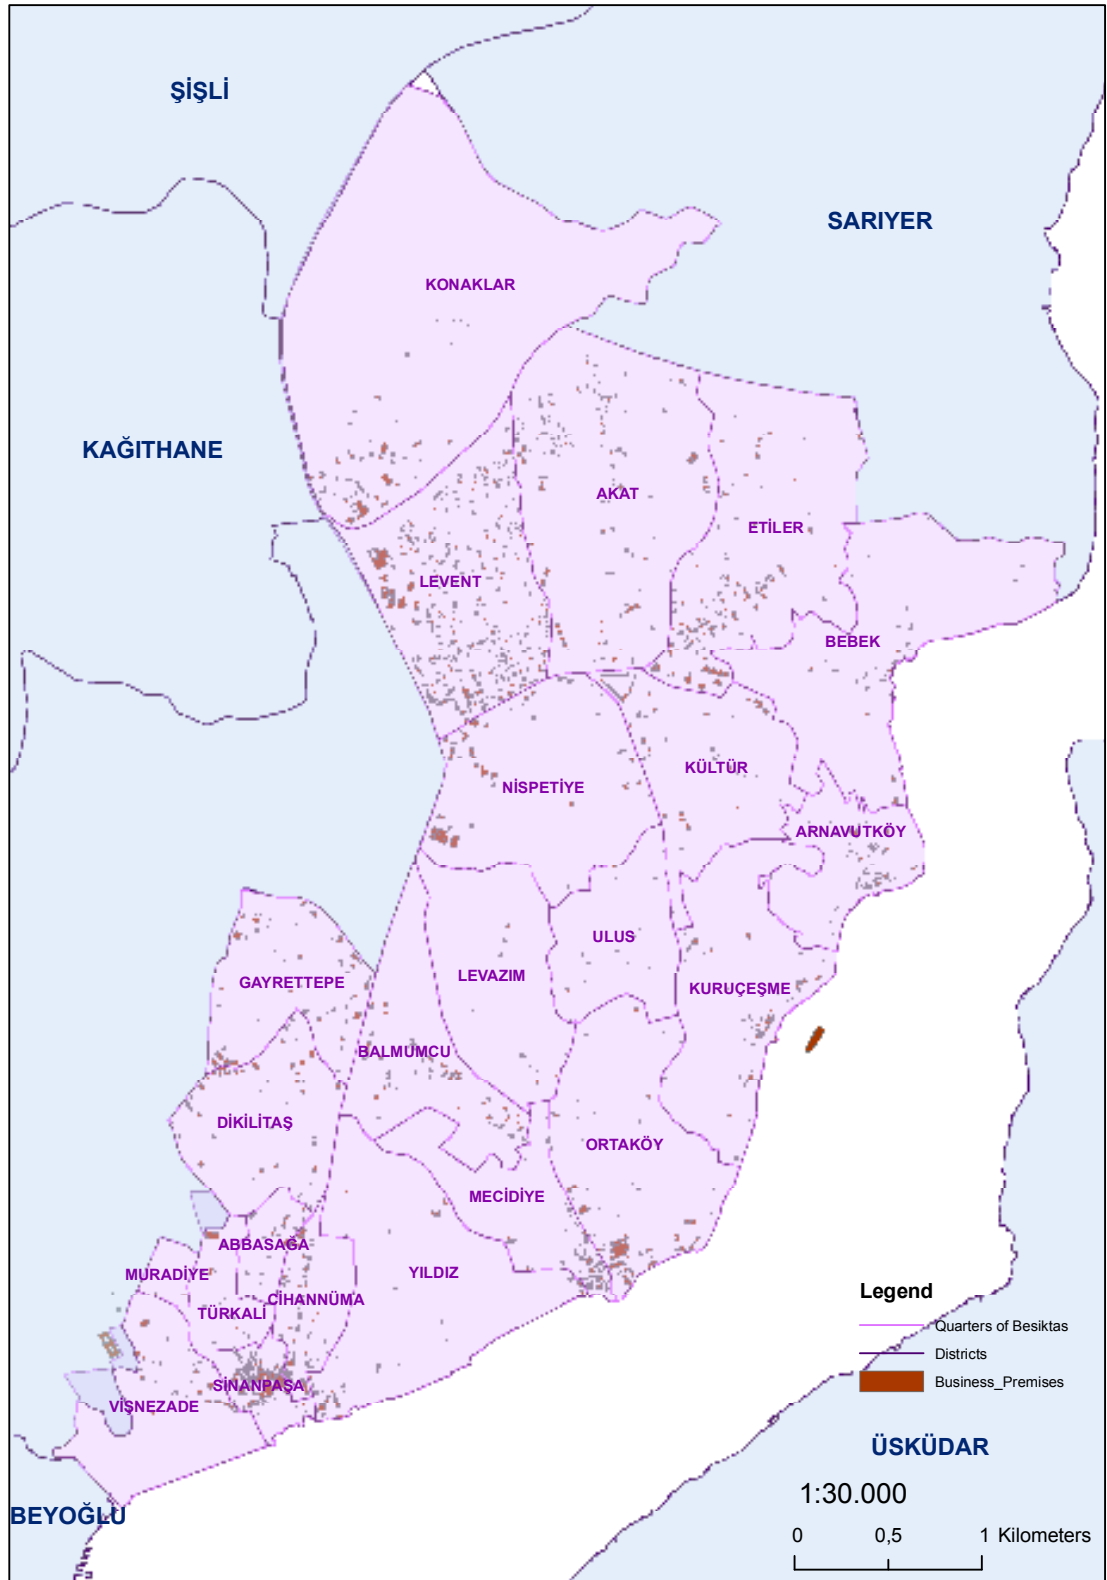 ŞİŞLİ
SARIYER
KONAKLAR
KAĞITHANE
AKAT
ETİLER
LEVENT
BEBEK
KÜLTÜR
NİSPETİYE
ARNAVUTKÖY
ULUS
LEVAZIM
GAYRETTEPE
KURUÇEŞME
BALMUMCU
DİKİLİTAŞ
ORTAKÖY
MECİDİYE
ABBASAĞA
MURADİYE
YILDIZ
CİHANNÜMA
TÜRKALİ
SİNANPAŞA
VİŞNEZADE
Legend
Quarters of Besiktas
Districts
Business_Premises
ÜSKÜDAR
1:30.000
BEYOĞLU
0 0,5 1 Kilometers